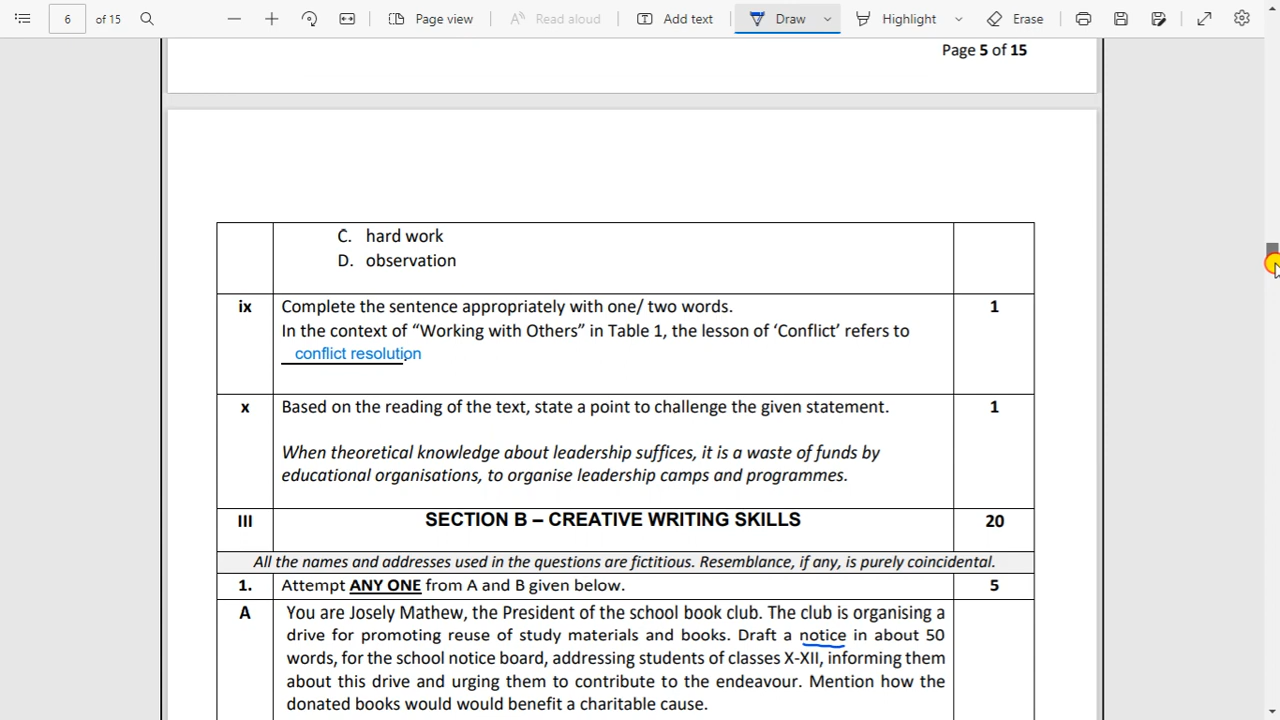 6 of 15 Page view Read aloud Add text Draw Highlight Erase
Page 5 of 15
C. hard work
D. observation
ix Complete the sentence appropriately with one/ two words. 1
In the context of “Working with Others” in Table 1, the lesson of ‘Conflict’ refers to
conflict resolution.
x Based on the reading of the text, state a point to challenge the given statement. 1
When theoretical knowledge about leadership suffices, it is a waste of funds by
educational organisations, to organise leadership camps and programmes.
III SECTION B – CREATIVE WRITING SKILLS 20
All the names and addresses used in the questions are fictitious. Resemblance, if any, is purely coincidental.
1. Attempt ANY ONE from A and B given below. 5
A You are Josely Mathew, the President of the school book club. The club is organising a
drive for promoting reuse of study materials and books. Draft a notice in about 50
words, for the school notice board, addressing students of classes X-XII, informing them
about this drive and urging them to contribute to the endeavour. Mention how the
donated books would would benefit a charitable cause.